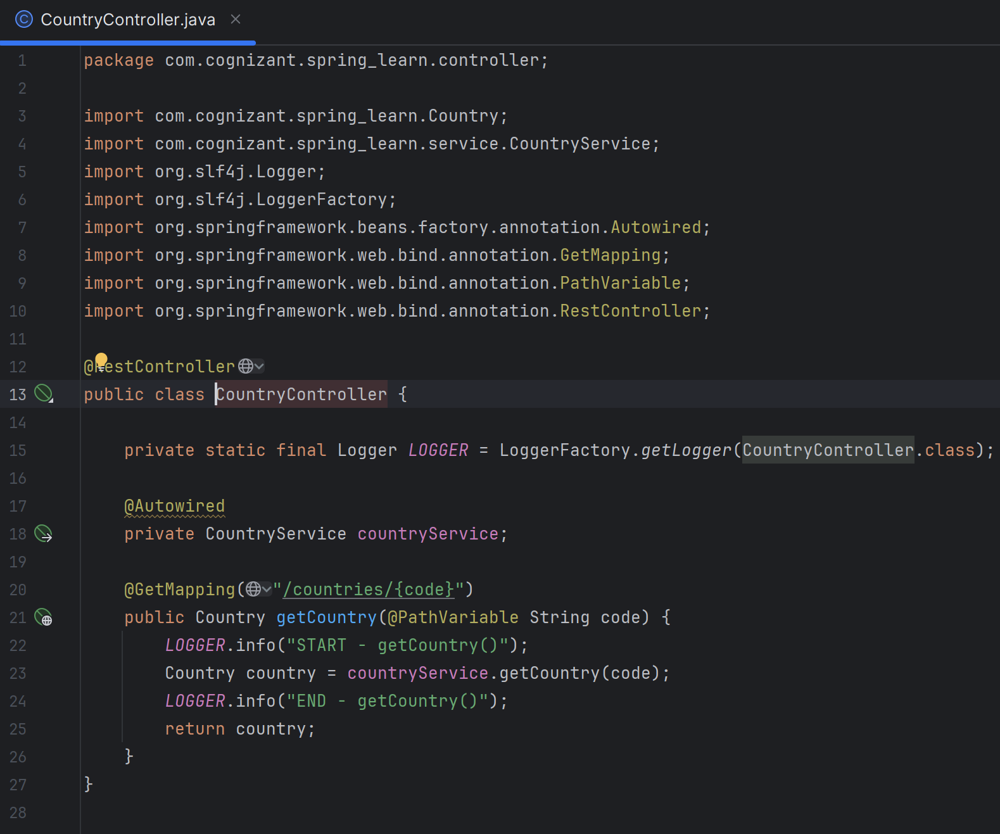 CountryController.java
1 package com.cognizant.spring_learn.controller;
2
3 import com.cognizant.spring_learn.Country;
4 import com.cognizant.spring_learn.service.CountryService;
5 import org.slf4j.Logger;
6 import org.slf4j.LoggerFactory;
7 import org.springframework.beans.factory.annotation.Autowired;
8 import org.springframework.web.bind.annotation.GetMapping;
9 import org.springframework.web.bind.annotation.PathVariable;
10 import org.springframework.web.bind.annotation.RestController;
11
12 @RestController
13 public class CountryController {
14
15     private static final Logger LOGGER = LoggerFactory.getLogger(CountryController.class);
16
17     @Autowired
18     private CountryService countryService;
19
20     @GetMapping("/countries/{code}")
21     public Country getCountry(@PathVariable String code) {
22         LOGGER.info("START - getCountry()");
23         Country country = countryService.getCountry(code);
24         LOGGER.info("END - getCountry()");
25         return country;
26     }
27 }
28